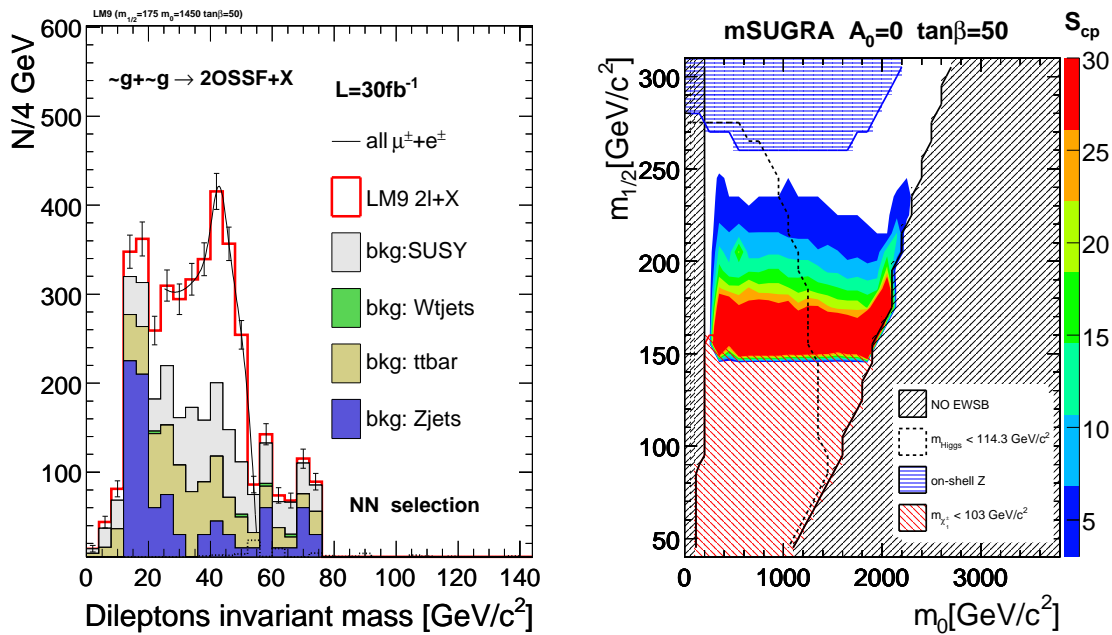 LM9 (m1/2=175 m0=1450 tanβ=50)
~g+~g → 2OSSF+X
L=30fb⁻¹
all μ±+e±
LM9 2l+X
bkg:SUSY
bkg: Wtjets
bkg: ttbar
bkg: Zjets
NN selection
N/4 GeV
600
500
400
300
200
100
0 20 40 60 80 100 120 140
Dileptons invariant mass [GeV/c²]
mSUGRA A₀=0 tanβ=50
S_cp
m1/2[GeV/c²]
300
250
200
150
100
50
NO EWSB
m_Higgs < 114.3 GeV/c²
on-shell Z
m_χ₁± < 103 GeV/c²
0 1000 2000 3000
m₀[GeV/c²]
30
25
20
15
10
5